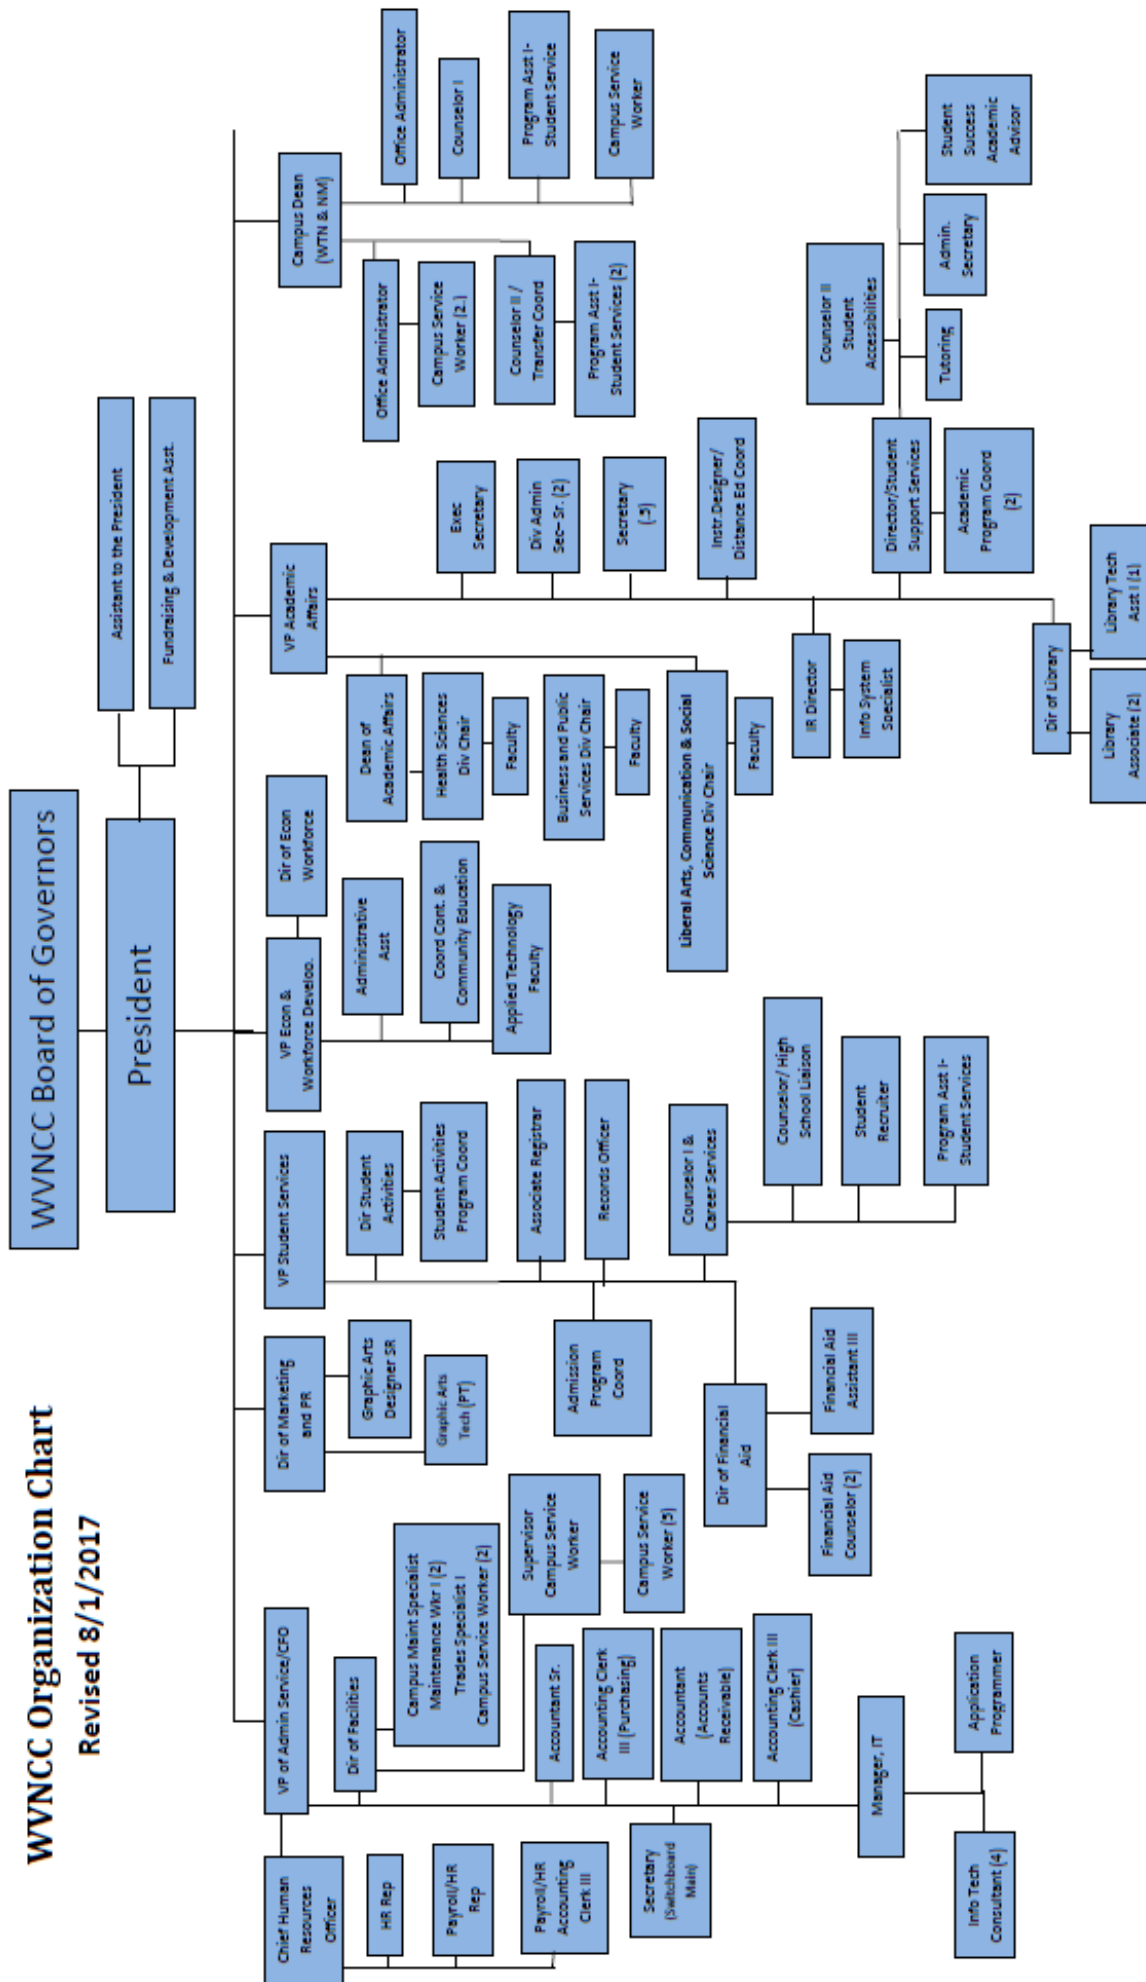 WVNCC Organization Chart
Revised 8/1/2017
WVNCC Board of Governors
President
Assistant to the President
Fundraising & Development Asst.
VP of Admin Service/CFO
Chief Human
Resources
Officer
HR Rep
Payroll/HR
Rep
Payroll/HR
Accounting
Clerk III
Dir of Facilities
Campus Maint Specialist
Maintenance Wkr I (2)
Trades Specialist I
Campus Service Worker (2)
Supervisor
Campus Service
Worker
Campus Service
Worker (5)
Accountant Sr.
Accounting Clerk
III (Purchasing)
Secretary
(Switchboard
Main)
Accountant
(Accounts
Receivable)
Accounting Clerk III
(Cashier)
Manager, IT
Info Tech
Consultant (4)
Application
Programmer
Dir of Marketing
and PR
Graphic Arts
Designer SR
Graphic Arts
Tech (PT)
VP Student Services
Dir Student
Activities
Student Activities
Program Coord
Associate Registrar
Records Officer
Admission
Program
Coord
Counselor I &
Career Services
Counselor/ High
School Liaison
Student
Recruiter
Program Asst I-
Student Services
Dir of Financial
Aid
Financial Aid
Counselor (2)
Financial Aid
Assistant III
VP Econ &
Workforce Develoo.
Dir of Econ
Workforce
Administrative
Asst
Coord Cont. &
Community Education
Applied Technology
Faculty
VP Academic
Affairs
Dean of
Academic Affairs
Health Sciences
Div Chair
Faculty
Business and Public
Services Div Chair
Faculty
Liberal Arts, Communication & Social
Science Div Chair
Faculty
Exec
Secretary
Div Admin
Sec– Sr. (2)
Secretary
(.5)
Instr.Designer/
Distance Ed Coord
IR Director
Info System
Specialist
Director/Student
Support Services
Academic
Program Coord
(2)
Counselor II
Student
Accessibilities
Tutoring
Admin.
Secretary
Student
Success
Academic
Advisor
Dir of Library
Library
Associate (2)
Library Tech
Asst I (1)
Campus Dean
(WTN & NM)
Office Administrator
Campus Service
Worker (2.)
Counselor II /
Transfer Coord
Program Asst I-
Student Services (2)
Office Administrator
Counselor I
Program Asst I-
Student Service
Campus Service
Worker